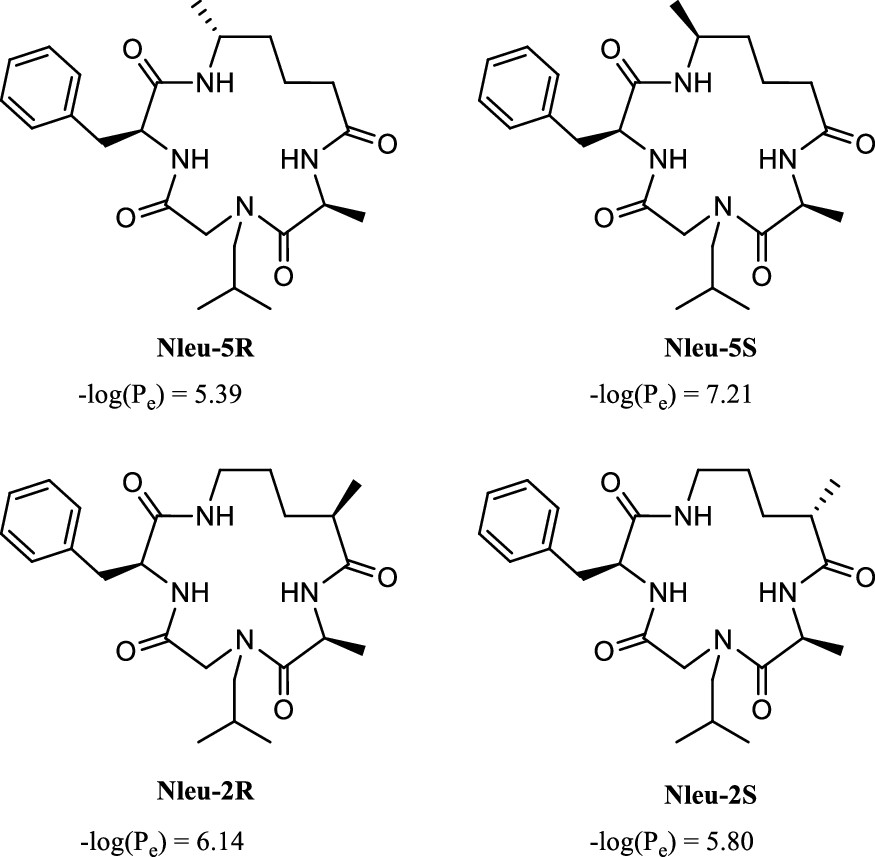 O
NH
NH
HN
O
O
N
O
Nleu-5R
-log(Pe) = 5.39
O
NH
NH
HN
O
O
N
O
Nleu-5S
-log(Pe) = 7.21
O
NH
NH
HN
O
O
N
O
Nleu-2R
-log(Pe) = 6.14
O
NH
NH
HN
O
O
N
O
Nleu-2S
-log(Pe) = 5.80